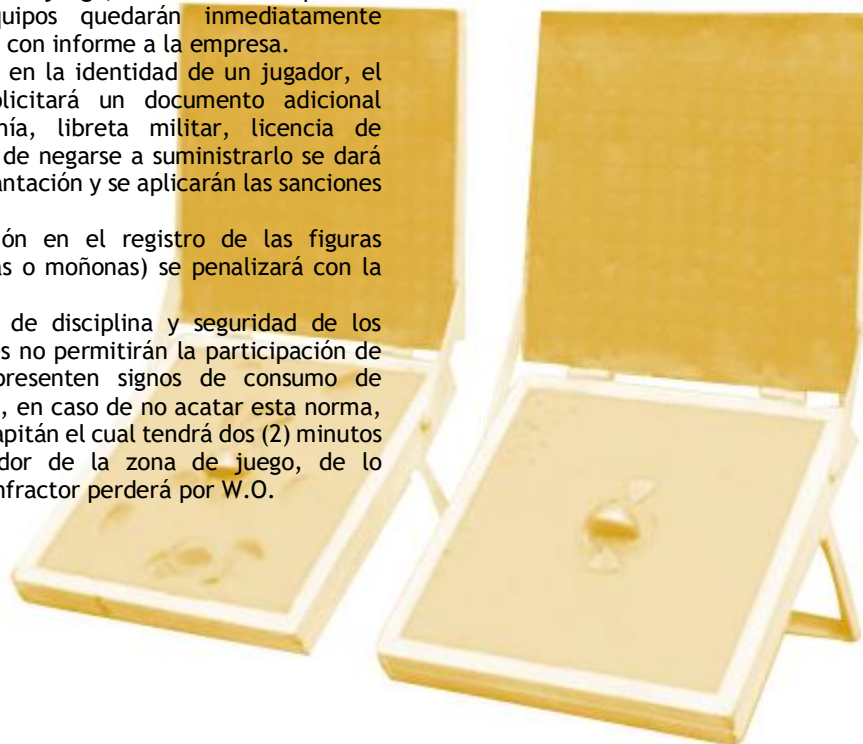 quipos quedarán inmediatamente
con informe a la empresa.
en la identidad de un jugador, el
licitará un documento adicional
nía, libreta militar, licencia de
de negarse a suministrarlo se dará
antación y se aplicarán las sanciones
ón en el registro de las figuras
as o moñonas) se penalizará con la
de disciplina y seguridad de los
s no permitirán la participación de
presenten signos de consumo de
, en caso de no acatar esta norma,
apitán el cual tendrá dos (2) minutos
dor de la zona de juego, de lo
nfractor perderá por W.O.